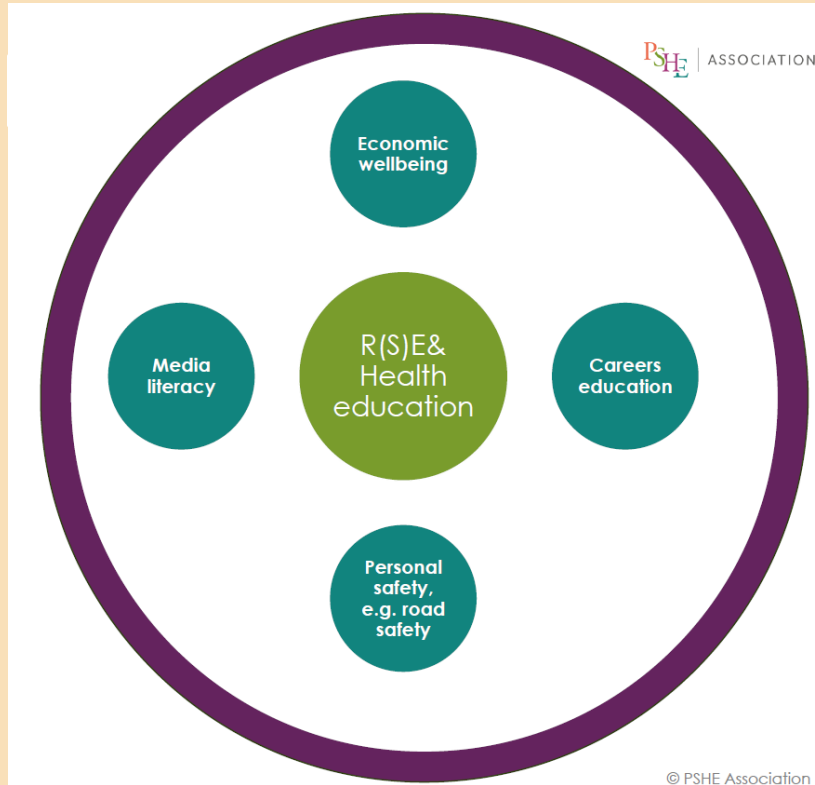 PSHE | ASSOCIATION
Economic
wellbeing
Media
literacy
R(S)E&
Health
education
Careers
education
Personal
safety,
e.g. road
safety
© PSHE Association